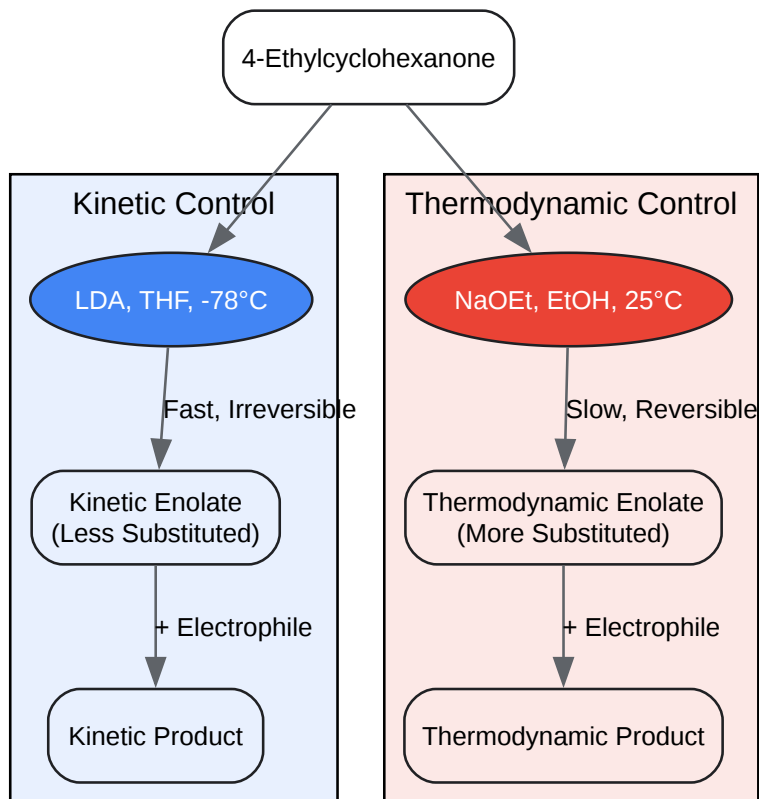 4-Ethylcyclohexanone
Kinetic Control
Thermodynamic Control
LDA, THF, -78°C
NaOEt, EtOH, 25°C
Fast, Irreversible
Slow, Reversible
Kinetic Enolate
(Less Substituted)
Thermodynamic Enolate
(More Substituted)
+ Electrophile
+ Electrophile
Kinetic Product
Thermodynamic Product